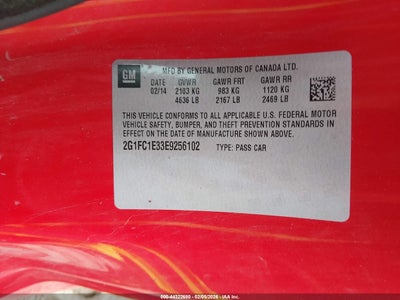 GM
MFD BY GENERAL MOTORS OF CANADA LTD.
DATE GVWR GAWR FRT GAWR RR
02/14 2103 KG 983 KG 1120 KG
4636 LB 2167 LB 2469 LB
THIS VEHICLE CONFORMS TO ALL APPLICABLE U.S. FEDERAL MOTOR
VEHICLE SAFETY, BUMPER, AND THEFT PREVENTION STANDARDS
IN EFFECT ON THE DATE OF MANUFACTURE SHOWN ABOVE.
2G1FC1E33E9256102 TYPE: PASS CAR